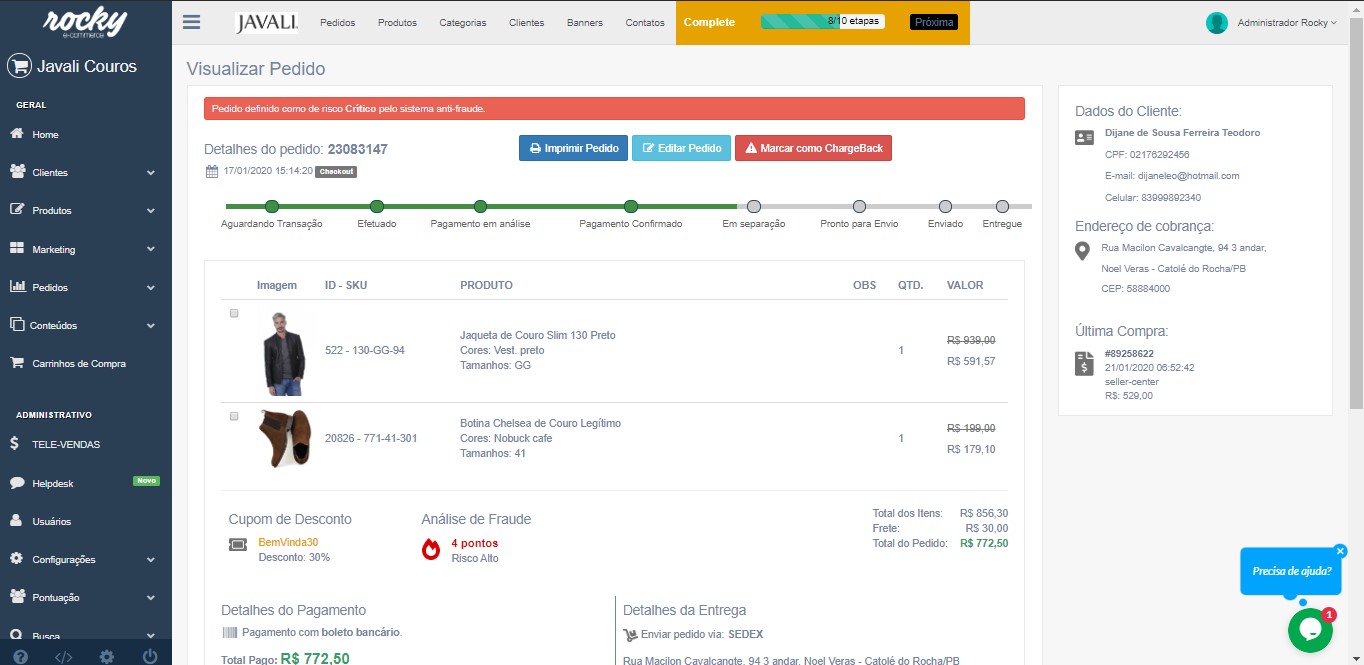 rocky
e-commerce
Javali Couros
GERAL
Home
Clientes
Produtos
Marketing
Pedidos
Conteúdos
Carrinhos de Compra
ADMINISTRATIVO
TELE-VENDAS
Helpdesk Novo
Usuários
Configurações
Pontuação
Busca
JAVALI Pedidos Produtos Categorias Clientes Banners Contatos Complete 8/10 etapas Próxima Administrador Rocky
Visualizar Pedido
Pedido definido como de risco Crítico pelo sistema anti-fraude.
Detalhes do pedido: 23083147
17/01/2020 15:14:20 Checkout
Imprimir Pedido Editar Pedido Marcar como ChargeBack
Aguardando Transação Efetuado Pagamento em análise Pagamento Confirmado Em separação Pronto para Envio Enviado Entregue
Imagem ID - SKU PRODUTO OBS QTD. VALOR
522 - 130-GG-94
Jaqueta de Couro Slim 130 Preto
Cores: Vest. preto
Tamanhos: GG
1
R$ 939,00
R$ 591,57
20826 - 771-41-301
Botina Chelsea de Couro Legítimo
Cores: Nobuck cafe
Tamanhos: 41
1
R$ 199,00
R$ 179,10
Cupom de Desconto
BemVinda30
Desconto: 30%
Análise de Fraude
4 pontos
Risco Alto
Total dos Itens: R$ 856,30
Frete: R$ 30,00
Total do Pedido: R$ 772,50
Detalhes do Pagamento
Pagamento com boleto bancário.
Total Pago: R$ 772,50
Detalhes da Entrega
Enviar pedido via: SEDEX
Rua Macilon Cavalcangte, 94 3 andar, Noel Veras - Catolé do Rocha/PB
Dados do Cliente:
Dijane de Sousa Ferreira Teodoro
CPF: 02176292456
E-mail: dijaneleo@hotmail.com
Celular: 83999892340
Endereço de cobrança:
Rua Macilon Cavalcangte, 94 3 andar,
Noel Veras - Catolé do Rocha/PB
CEP: 58884000
Última Compra:
#89258622
21/01/2020 06:52:42
seller-center
R$: 529,00
Precisa de ajuda?
1